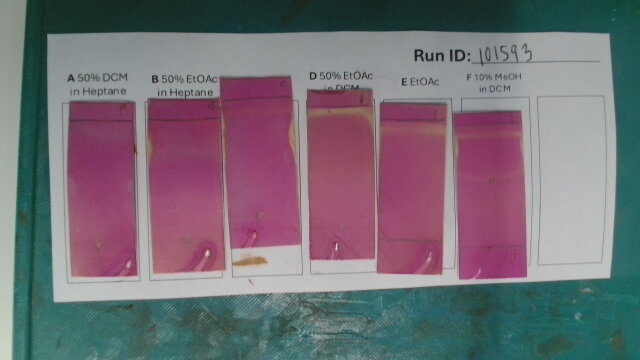 Run ID: 101593
A 50% DCM
in Heptane
B 50% EtOAc
in Heptane
D 50% EtOAc
in DCM
E EtOAc
F 10% MeOH
in DCM